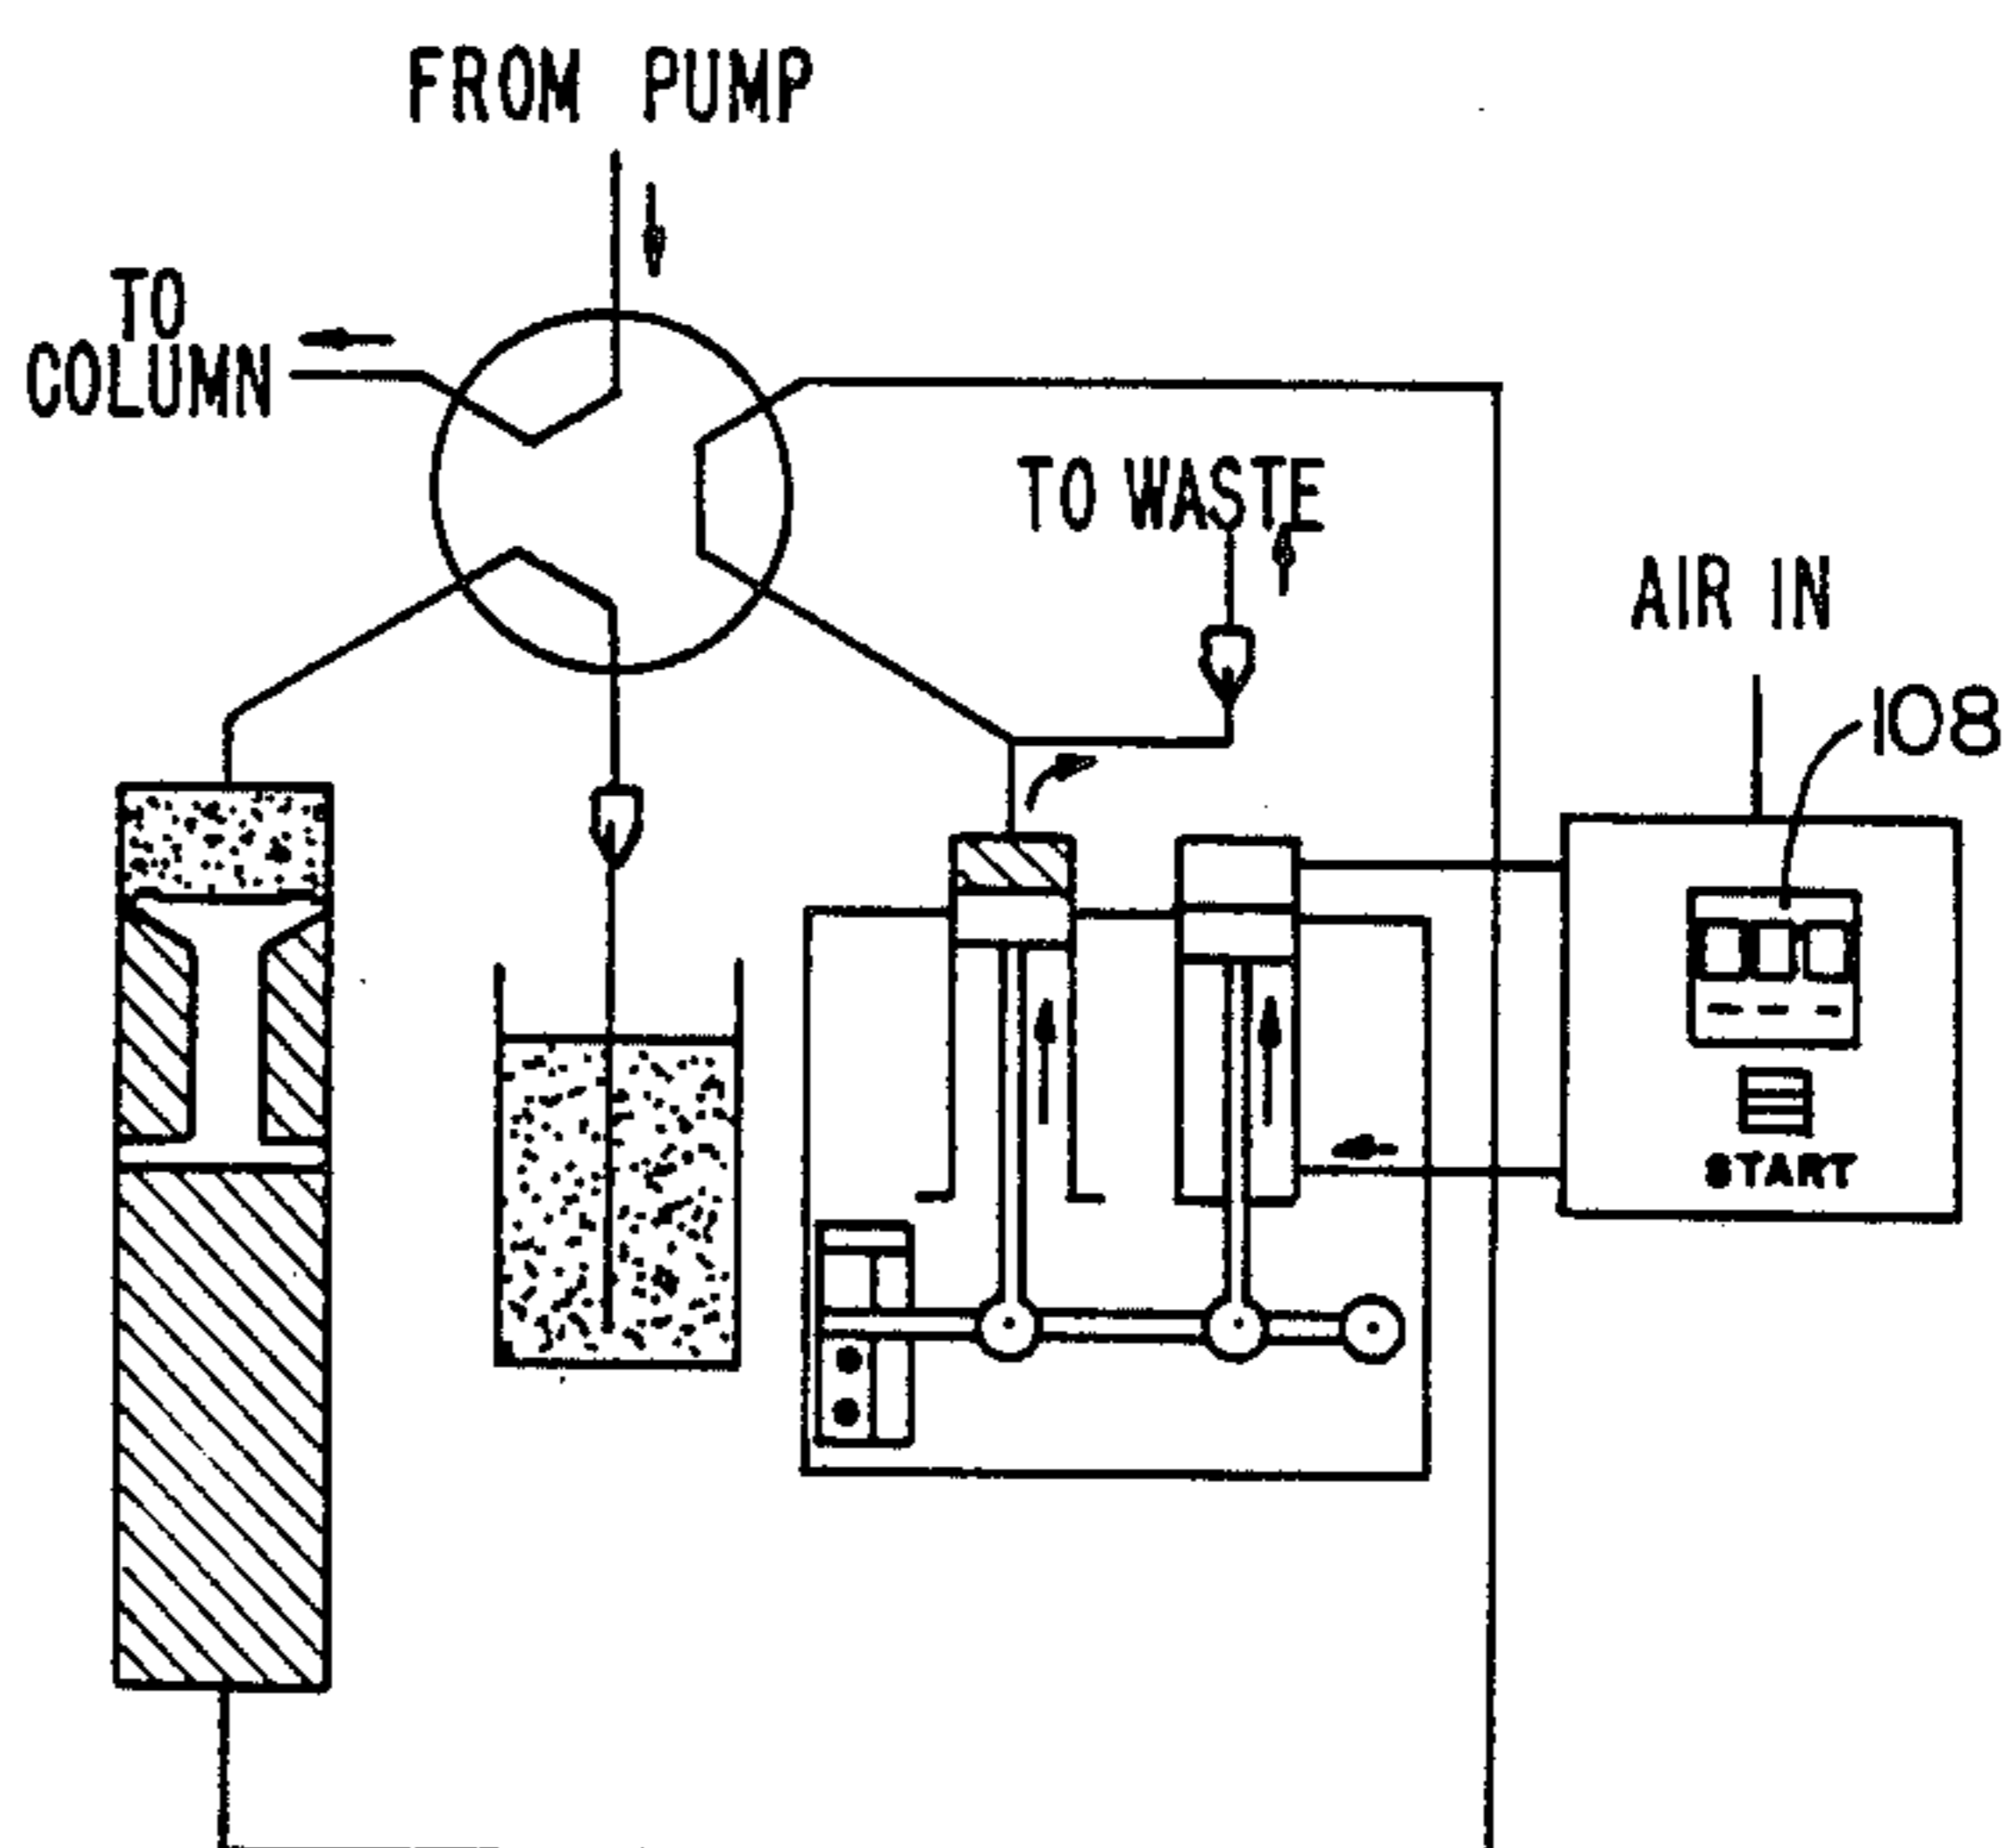 FROM PUMP
TO
COLUMN
TO WASTE
AIR IN
108
START